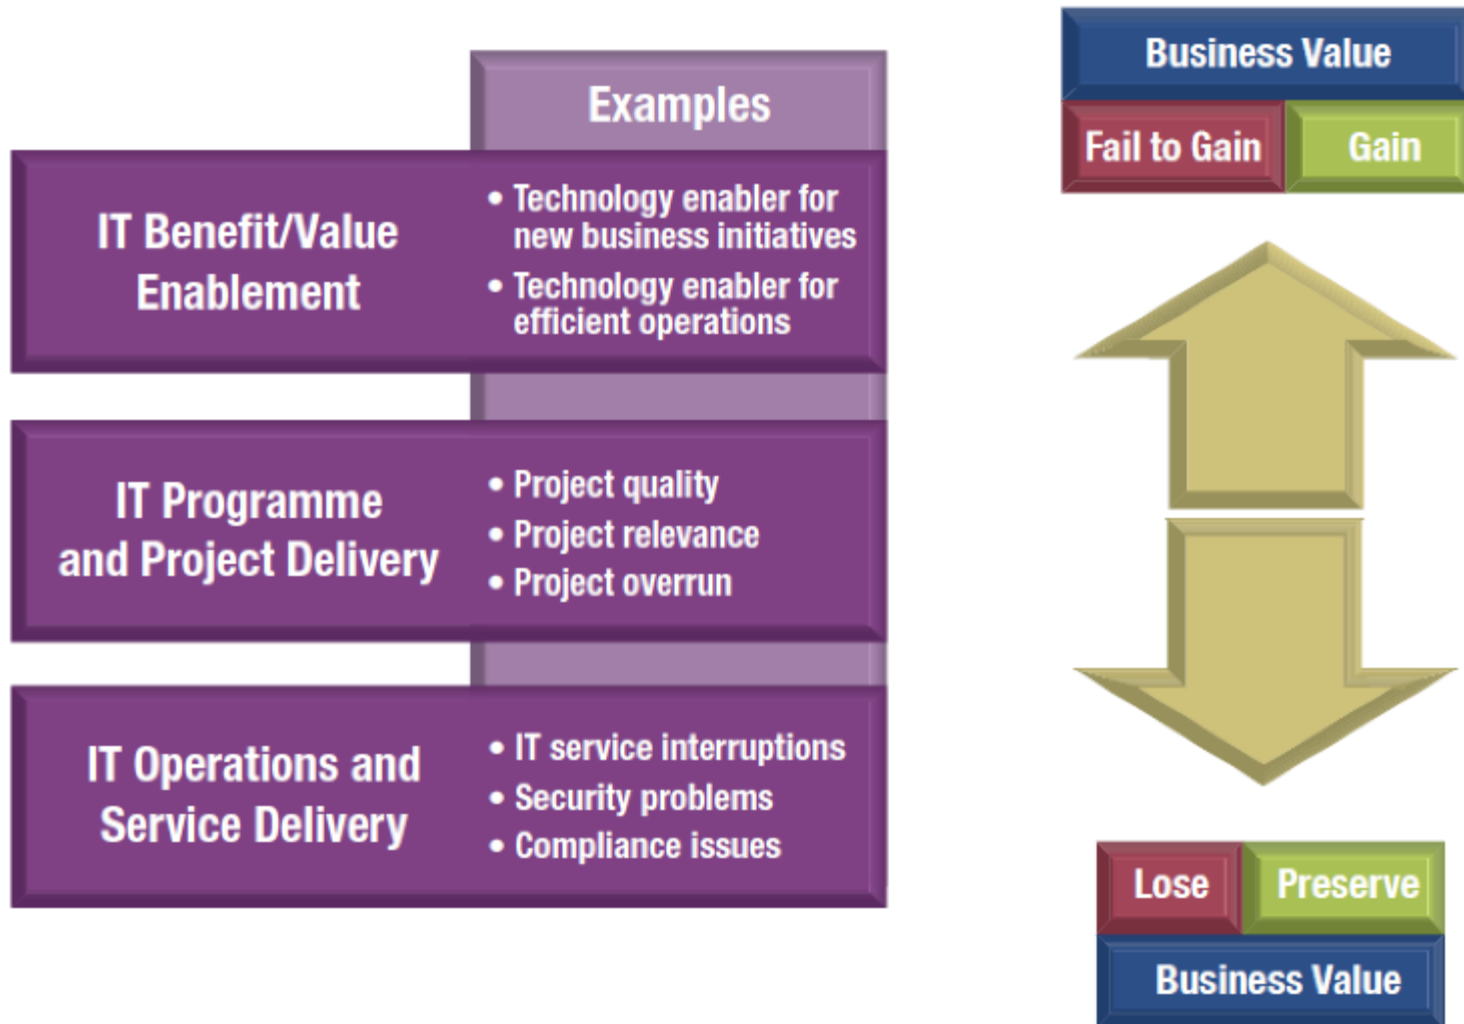 Examples
IT Benefit/Value
Enablement
• Technology enabler for
new business initiatives
• Technology enabler for
efficient operations
IT Programme
and Project Delivery
• Project quality
• Project relevance
• Project overrun
IT Operations and
Service Delivery
• IT service interruptions
• Security problems
• Compliance issues
Business Value
Fail to Gain
Gain
Lose
Preserve
Business Value